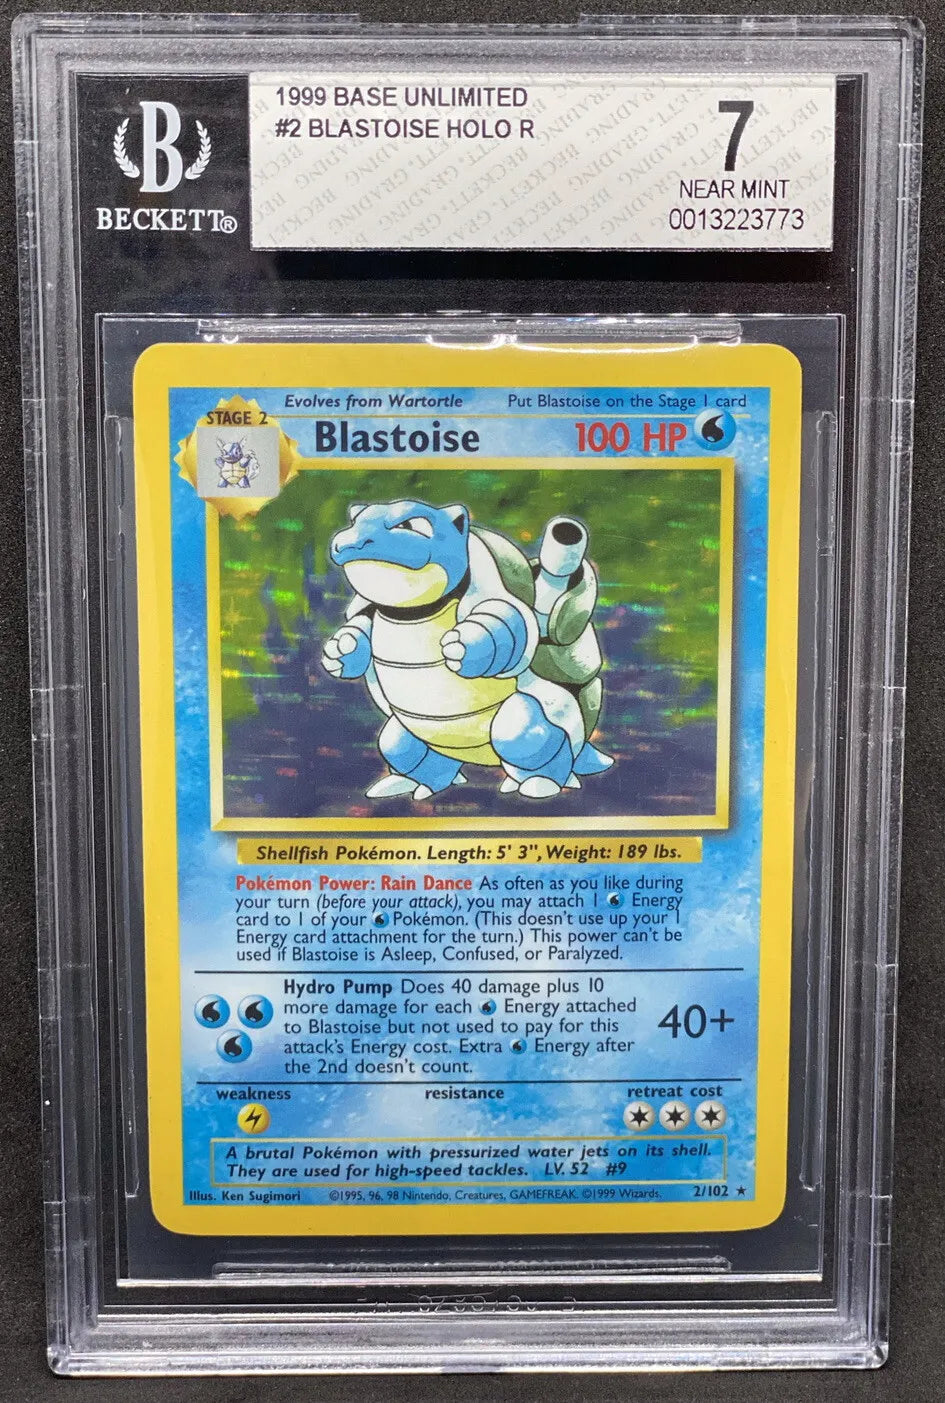 BECKETT®
B
1999 BASE UNLIMITED
#2 BLASTOISE HOLO R
7
NEAR MINT
0013223773
Evolves from Wartortle Put Blastoise on the Stage 1 card
STAGE 2
Blastoise 100 HP
Shellfish Pokémon. Length: 5' 3", Weight: 189 lbs.
Pokémon Power: Rain Dance As often as you like during
your turn (before your attack), you may attach 1 Energy
card to 1 of your Pokémon. (This doesn't use up your 1
Energy card attachment for the turn.) This power can't be
used if Blastoise is Asleep, Confused, or Paralyzed.
Hydro Pump Does 40 damage plus 10
more damage for each Energy attached
to Blastoise but not used to pay for this
attack's Energy cost. Extra Energy after
the 2nd doesn't count.
40+
weakness resistance retreat cost
A brutal Pokémon with pressurized water jets on its shell.
They are used for high-speed tackles. LV. 52 #9
Illus. Ken Sugimori ©1995, 96, 98 Nintendo, Creatures, GAMEFREAK. ©1999 Wizards. 2/102 ★